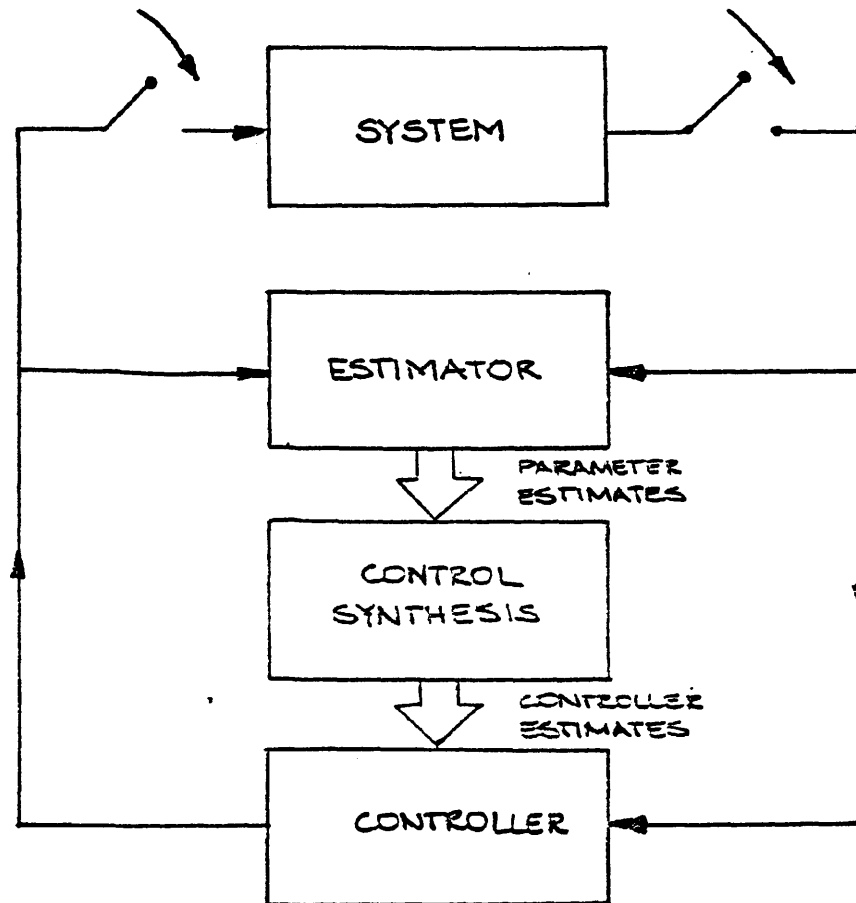 SYSTEM
ESTIMATOR
PARAMETER
ESTIMATES
CONTROL
SYNTHESIS
CONTROLLER
ESTIMATES
CONTROLLER